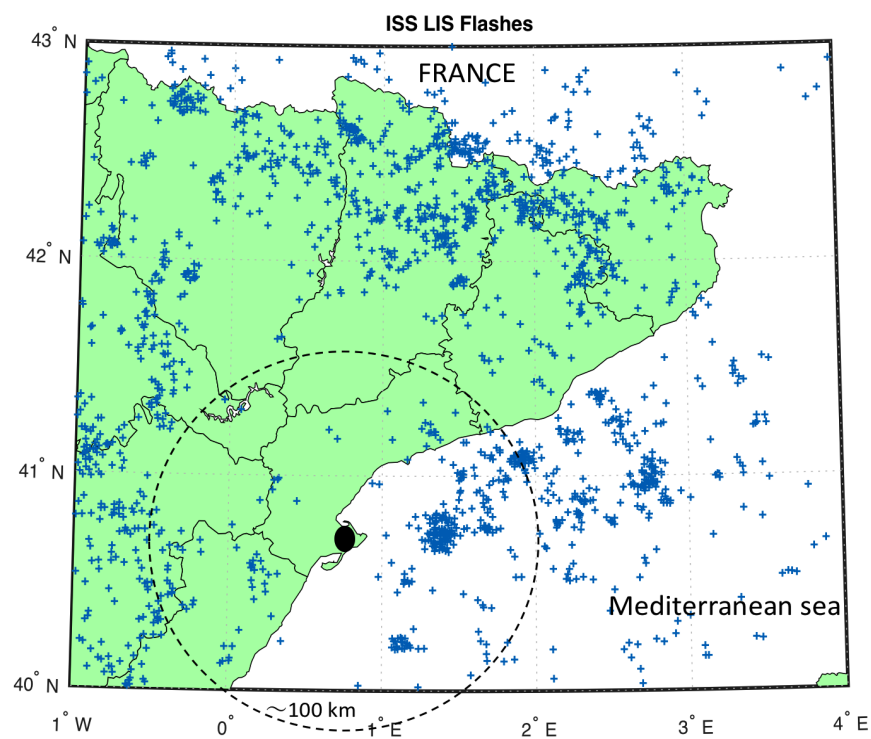 ISS LIS Flashes
43° N
FRANCE
42° N
41° N
Mediterranean sea
40° N
~100 km
1° W
0°
1° E
2° E
3° E
4° E